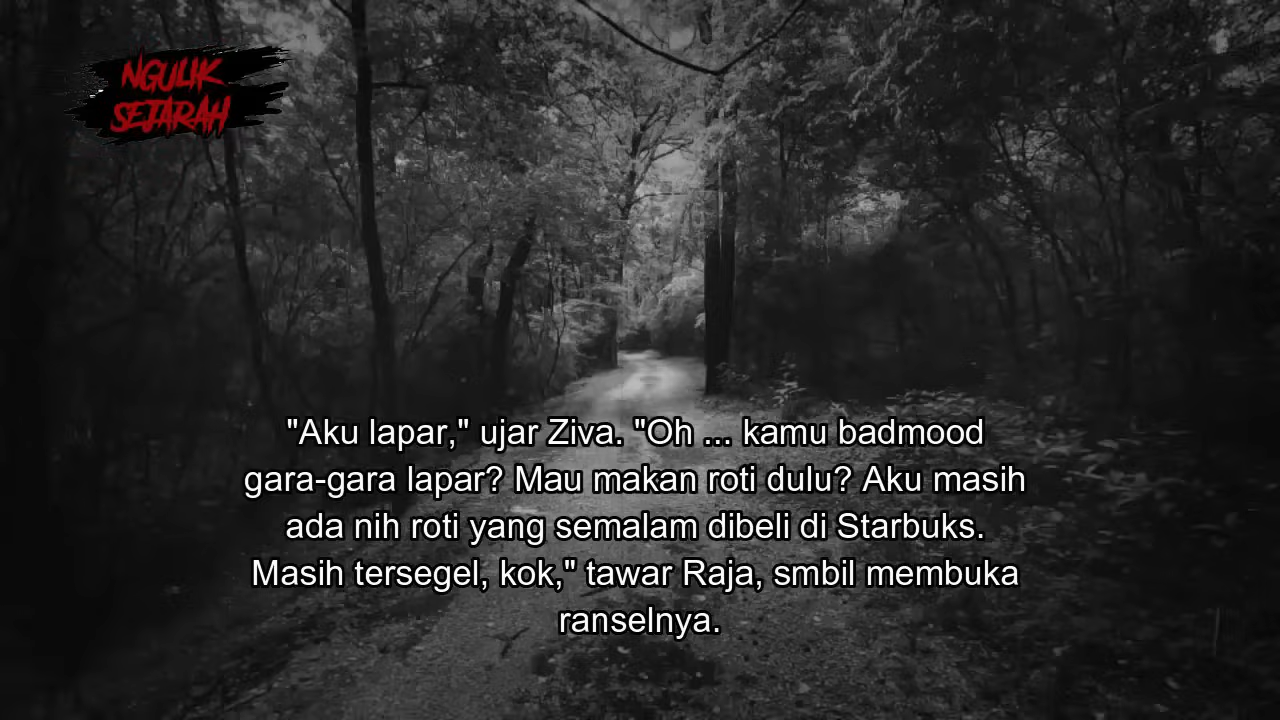 NGULIK
SEJARAH
"Aku lapar," ujar Ziva. "Oh ... kamu badmood
gara-gara lapar? Mau makan roti dulu? Aku masih
ada nih roti yang semalam dibeli di Starbuks.
Masih tersegel, kok," tawar Raja, smbil membuka
ranselnya.